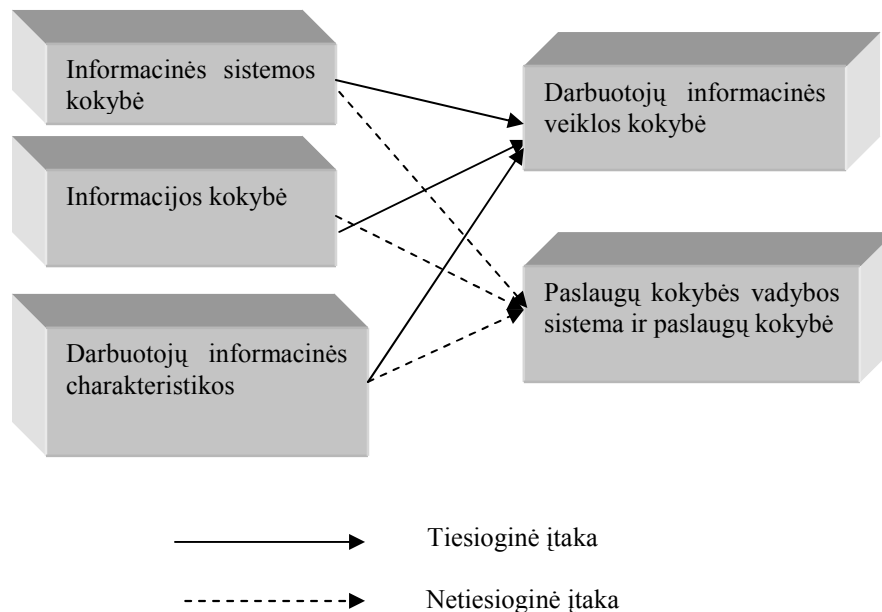 Informacinės sistemos
kokybė
Informacijos kokybė
Darbuotojų informacinės
charakteristikos
Darbuotojų informacinės
veiklos kokybė
Paslaugų kokybės vadybos
sistema ir paslaugų kokybė
Tiesioginė įtaka
Netiesioginė įtaka